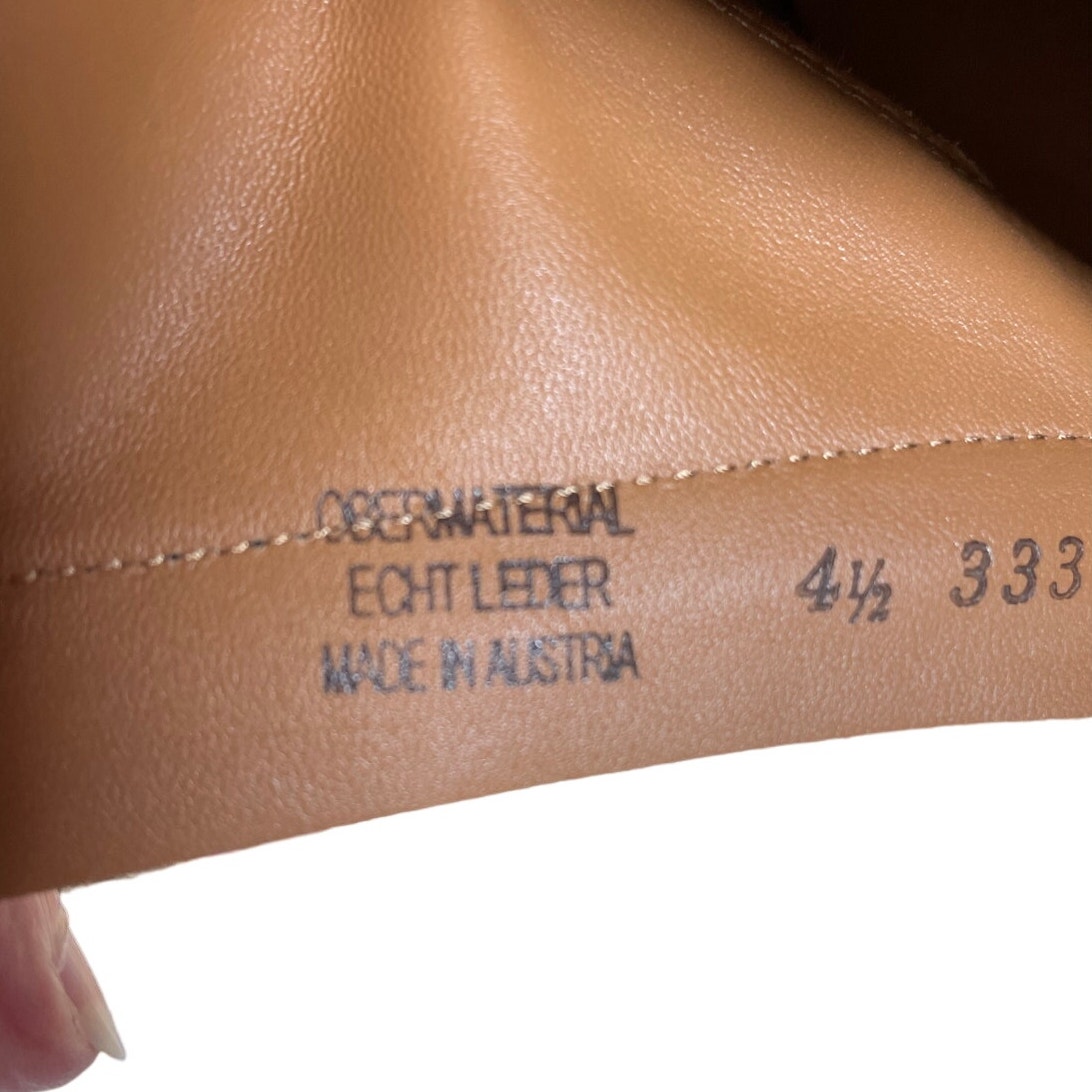 OBERMATERIAL
ECHT LEDER
MADE IN AUSTRIA
4½ 333